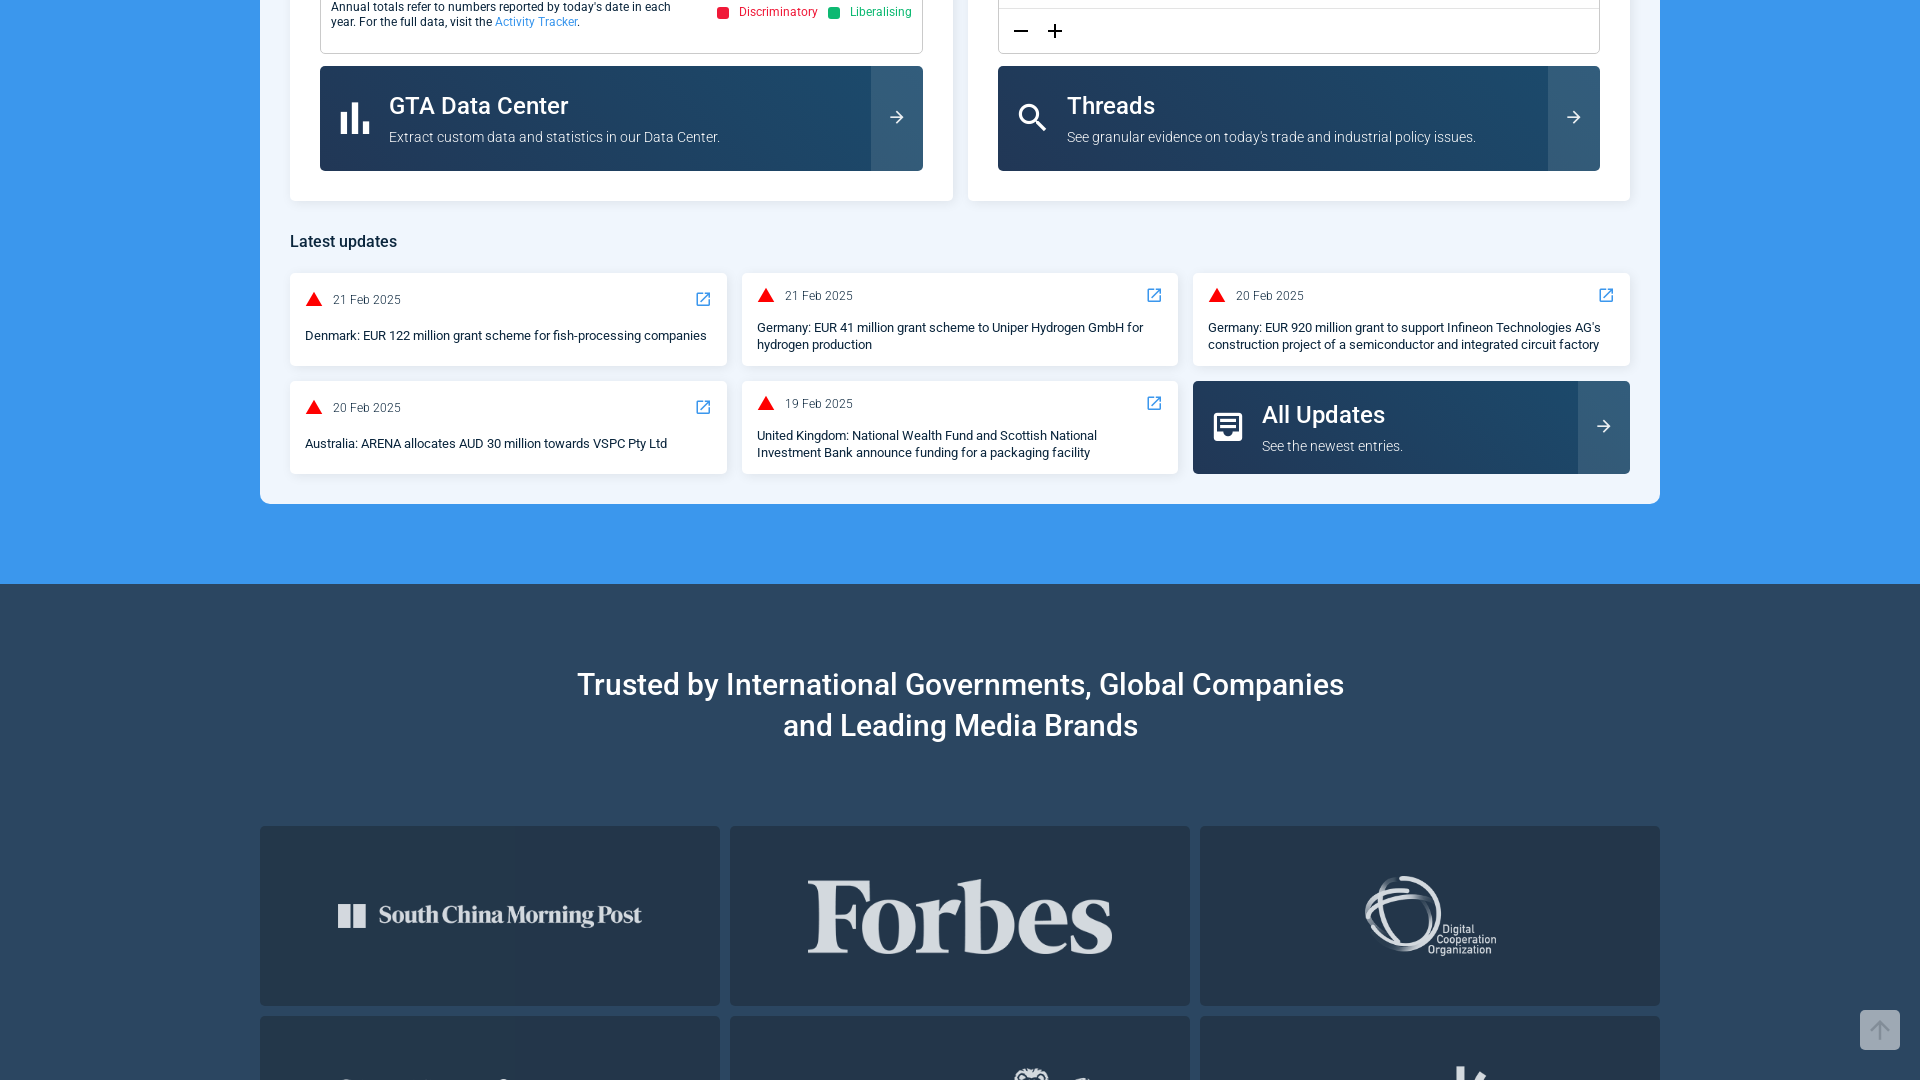 Annual totals refer to numbers reported by today's date in each
year. For the full data, visit the Activity Tracker.
Discriminatory
Liberalising
GTA Data Center
Extract custom data and statistics in our Data Center.
Threads
See granular evidence on today's trade and industrial policy issues.
Latest updates
21 Feb 2025
Denmark: EUR 122 million grant scheme for fish-processing companies
21 Feb 2025
Germany: EUR 41 million grant scheme to Uniper Hydrogen GmbH for
hydrogen production
20 Feb 2025
Germany: EUR 920 million grant to support Infineon Technologies AG's
construction project of a semiconductor and integrated circuit factory
20 Feb 2025
Australia: ARENA allocates AUD 30 million towards VSPC Pty Ltd
19 Feb 2025
United Kingdom: National Wealth Fund and Scottish National
Investment Bank announce funding for a packaging facility
All Updates
See the newest entries.
Trusted by International Governments, Global Companies
and Leading Media Brands
South China Morning Post
Forbes
Digital
Cooperation
Organization